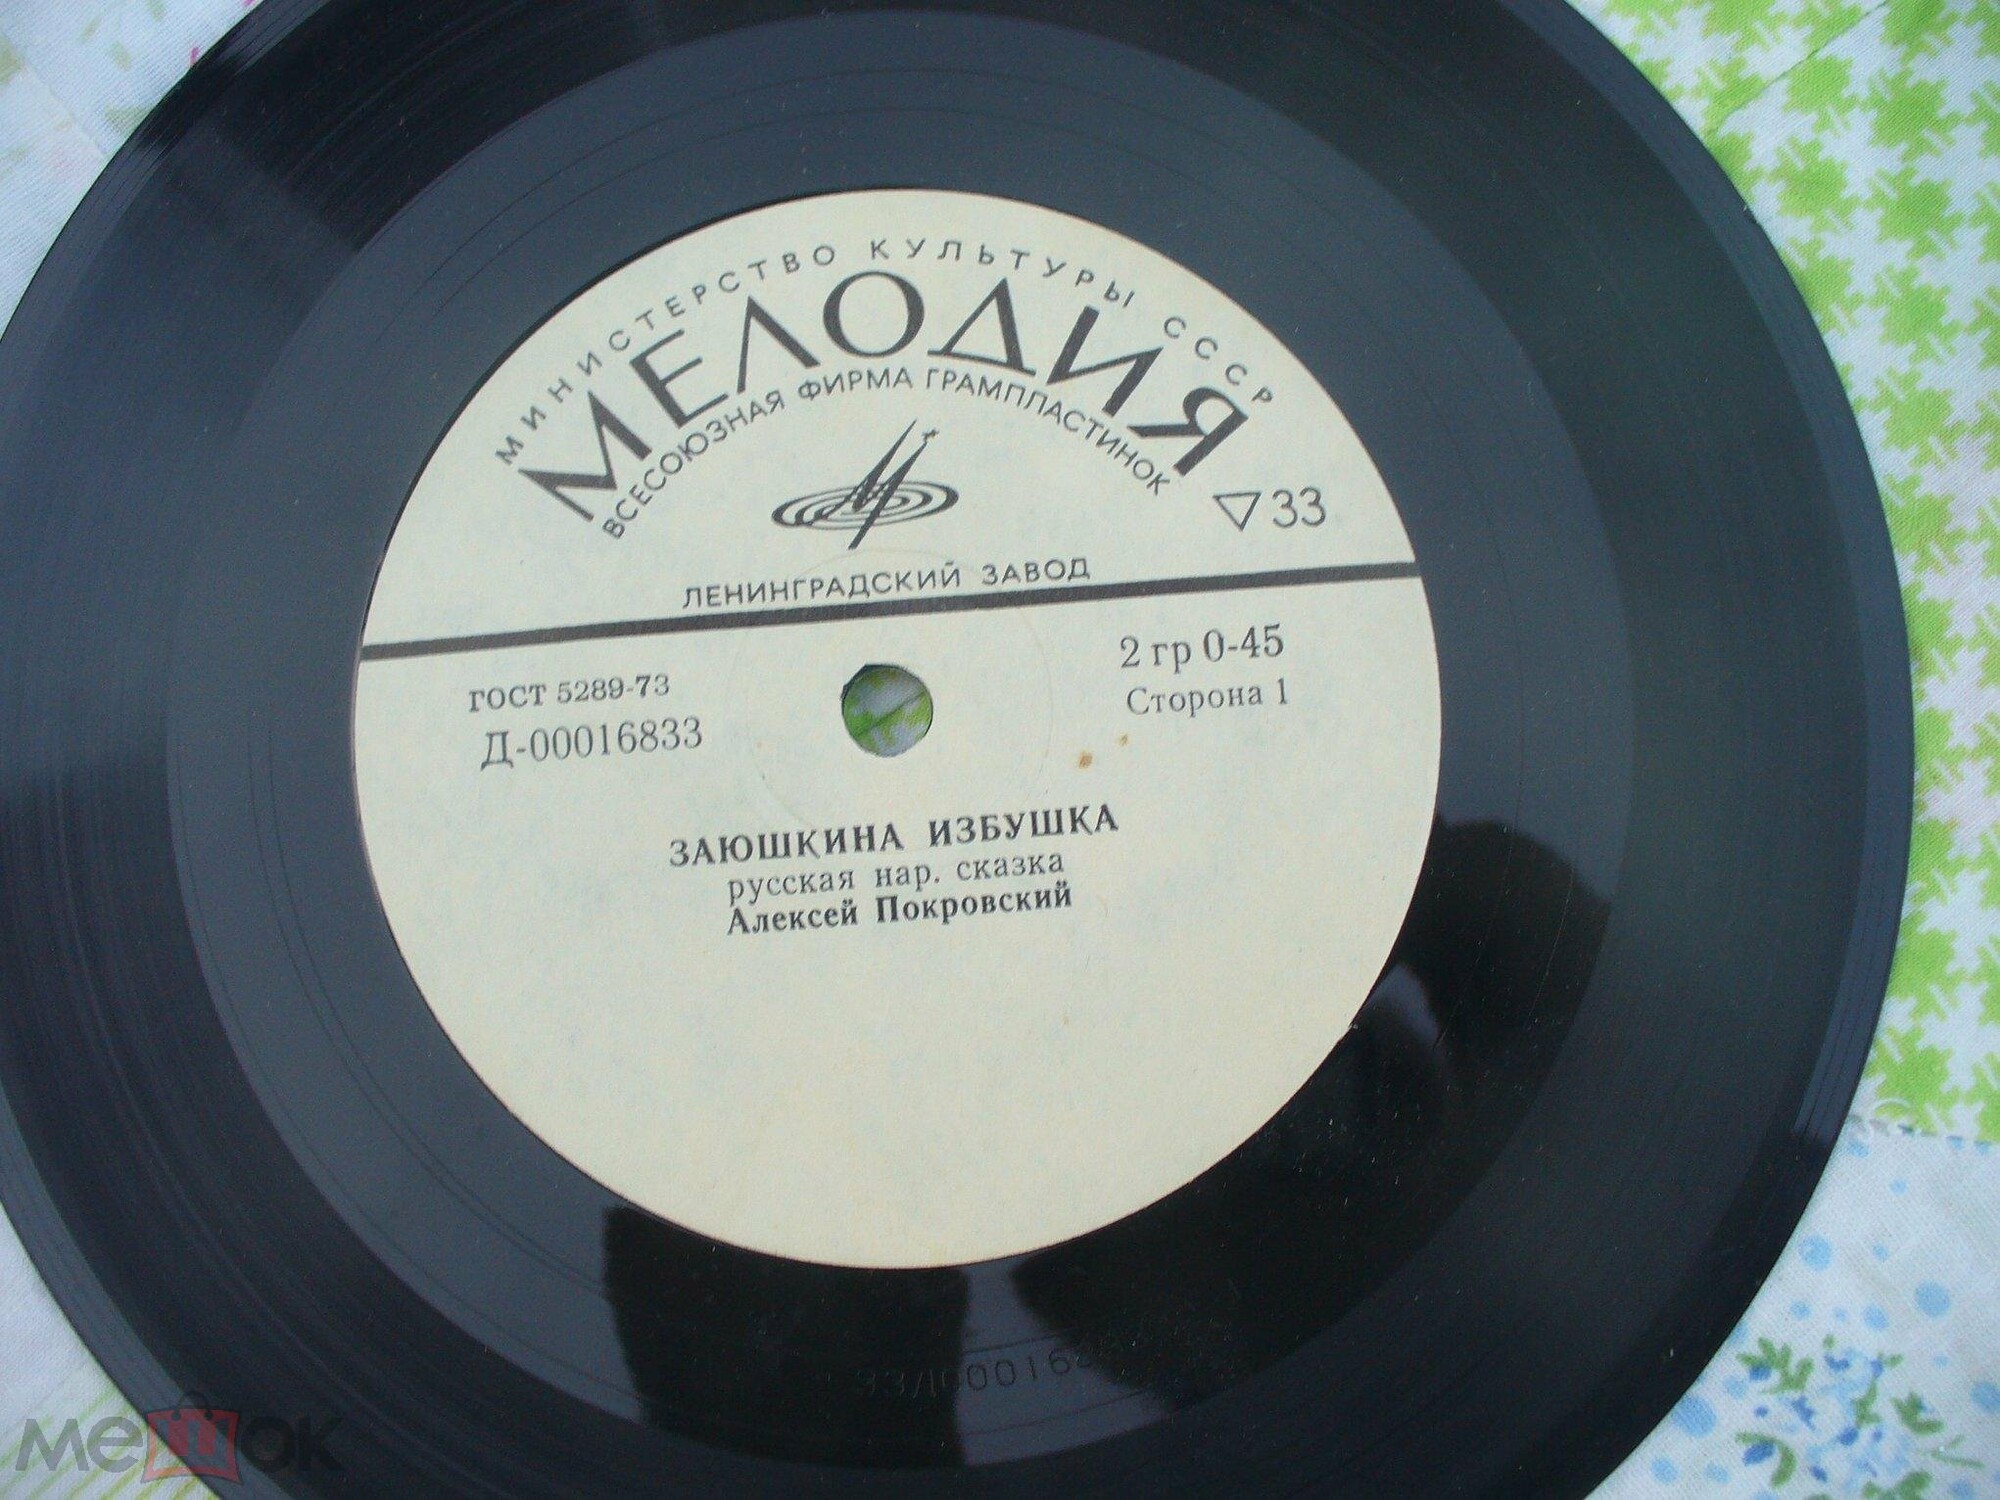 МИНИСТЕРСТВО КУЛЬТУРЫ СССР
МЕЛОДИЯ
ВСЕСОЮЗНАЯ ФИРМА ГРАМПЛАСТИНОК
▽33
ЛЕНИНГРАДСКИЙ ЗАВОД
ГОСТ 5289-73
2 гр 0-45
Д-00016833
Сторона 1
ЗАЮШКИНА ИЗБУШКА
русская нар. сказка
Алексей Покровский
мешок